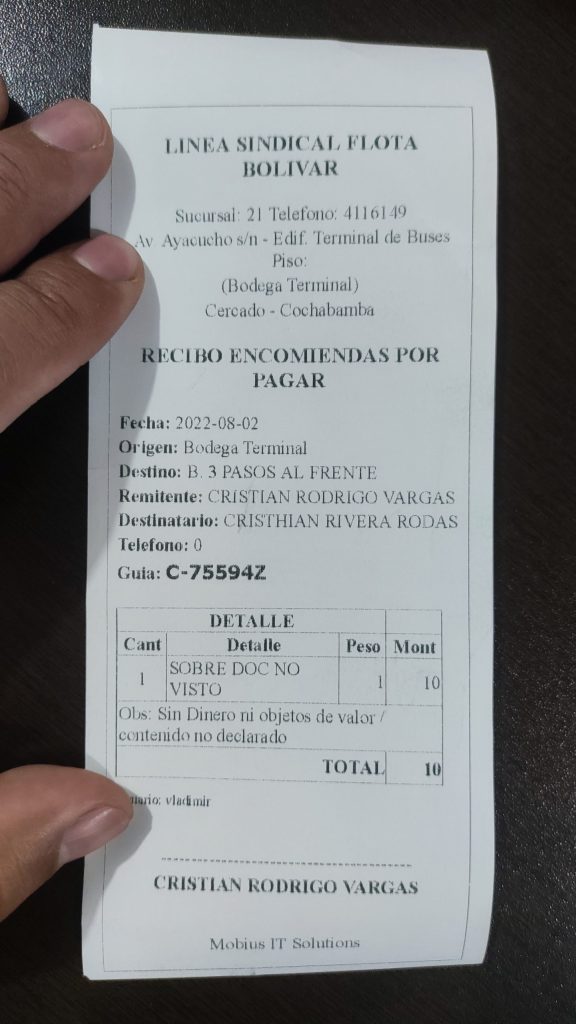 LINEA SINDICAL FLOTA
BOLIVAR
Sucursal: 21 Telefono: 4116149
Av. Ayacucho s/n - Edif. Terminal de Buses
Piso:
(Bodega Terminal)
Cercado - Cochabamba
RECIBO ENCOMIENDAS POR
PAGAR
Fecha: 2022-08-02
Origen: Bodega Terminal
Destino: B. 3 PASOS AL FRENTE
Remitente: CRISTIAN RODRIGO VARGAS
Destinatario: CRISTHIAN RIVERA RODAS
Telefono: 0
Guia: C-75594Z
DETALLE
Cant Detalle Peso Mont
1 SOBRE DOC NO VISTO 1 10
Obs: Sin Dinero ni objetos de valor /
contenido no declarado
TOTAL 10
vladimir
CRISTIAN RODRIGO VARGAS
Mobius IT Solutions